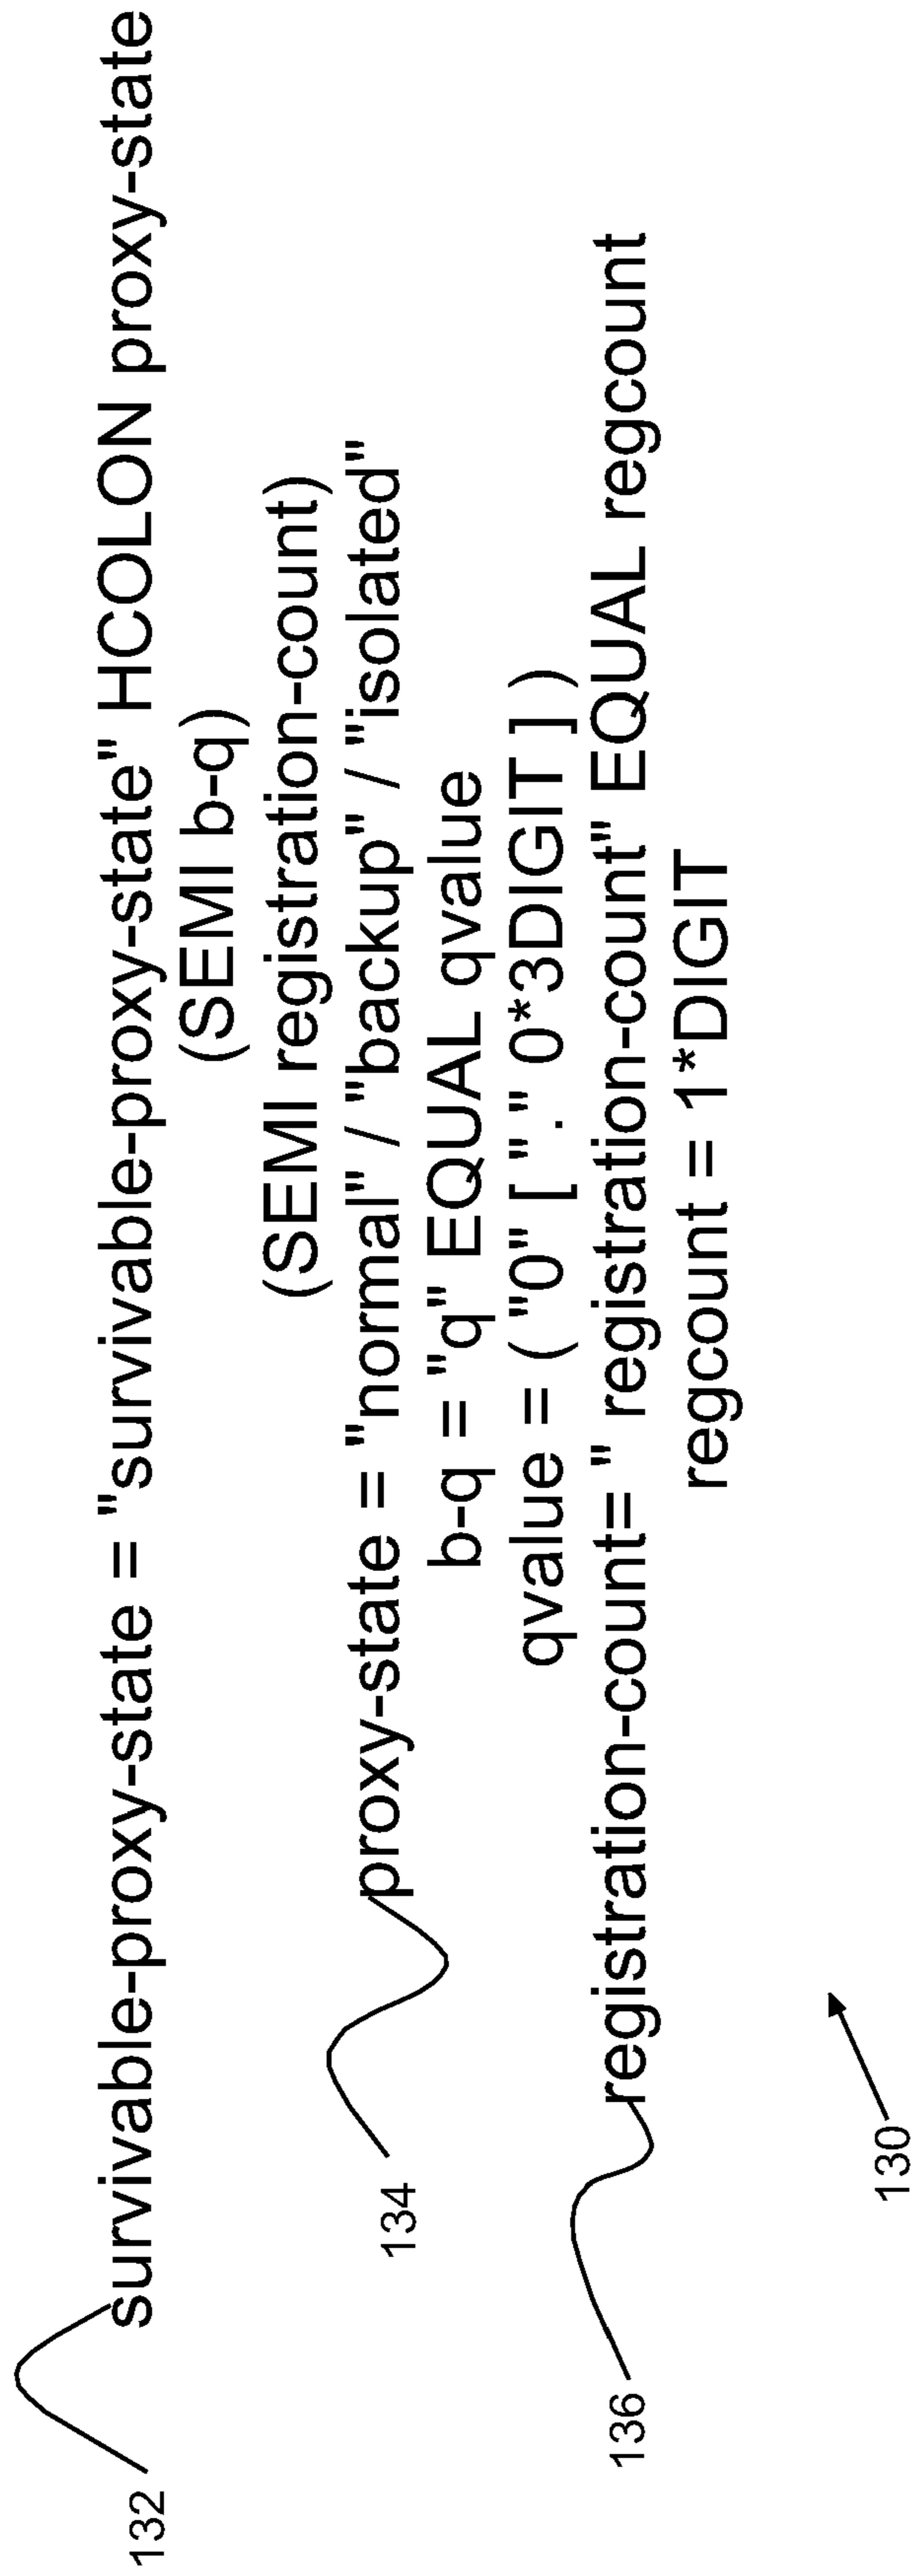 132
survivable-proxy-state = "survivable-proxy-state" HCOLON proxy-state
(SEMI b-q)
(SEMI registration-count)
134
proxy-state = "normal" / "backup" / "isolated"
b-q = "q" EQUAL qvalue
qvalue = ( "0" [ "." 0*3DIGIT ] )
136
registration-count= " registration-count" EQUAL regcount
regcount = 1*DIGIT
130